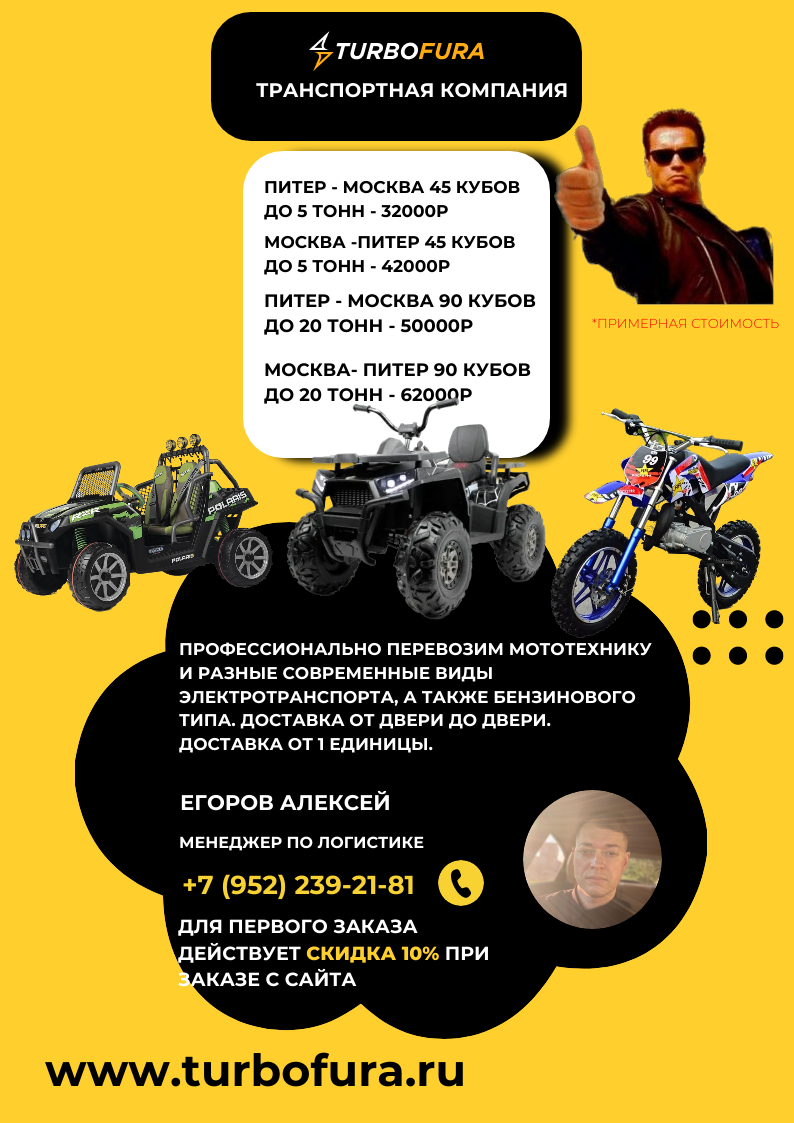 TURBOFURA
ТРАНСПОРТНАЯ КОМПАНИЯ
ПИТЕР - МОСКВА 45 КУБОВ
ДО 5 ТОНН - 32000Р
МОСКВА -ПИТЕР 45 КУБОВ
ДО 5 ТОНН - 42000Р
ПИТЕР - МОСКВА 90 КУБОВ
ДО 20 ТОНН - 50000Р
МОСКВА- ПИТЕР 90 КУБОВ
ДО 20 ТОНН - 62000Р
*ПРИМЕРНАЯ СТОИМОСТЬ
RZR
POLARIS
POLARIS
99
ПРОФЕССИОНАЛЬНО ПЕРЕВОЗИМ МОТОТЕХНИКУ
И РАЗНЫЕ СОВРЕМЕННЫЕ ВИДЫ
ЭЛЕКТРОТРАНСПОРТА, А ТАКЖЕ БЕНЗИНОВОГО
ТИПА. ДОСТАВКА ОТ ДВЕРИ ДО ДВЕРИ.
ДОСТАВКА ОТ 1 ЕДИНИЦЫ.
ЕГОРОВ АЛЕКСЕЙ
МЕНЕДЖЕР ПО ЛОГИСТИКЕ
+7 (952) 239-21-81
ДЛЯ ПЕРВОГО ЗАКАЗА
ДЕЙСТВУЕТ СКИДКА 10% ПРИ
ЗАКАЗЕ С САЙТА
www.turbofura.ru